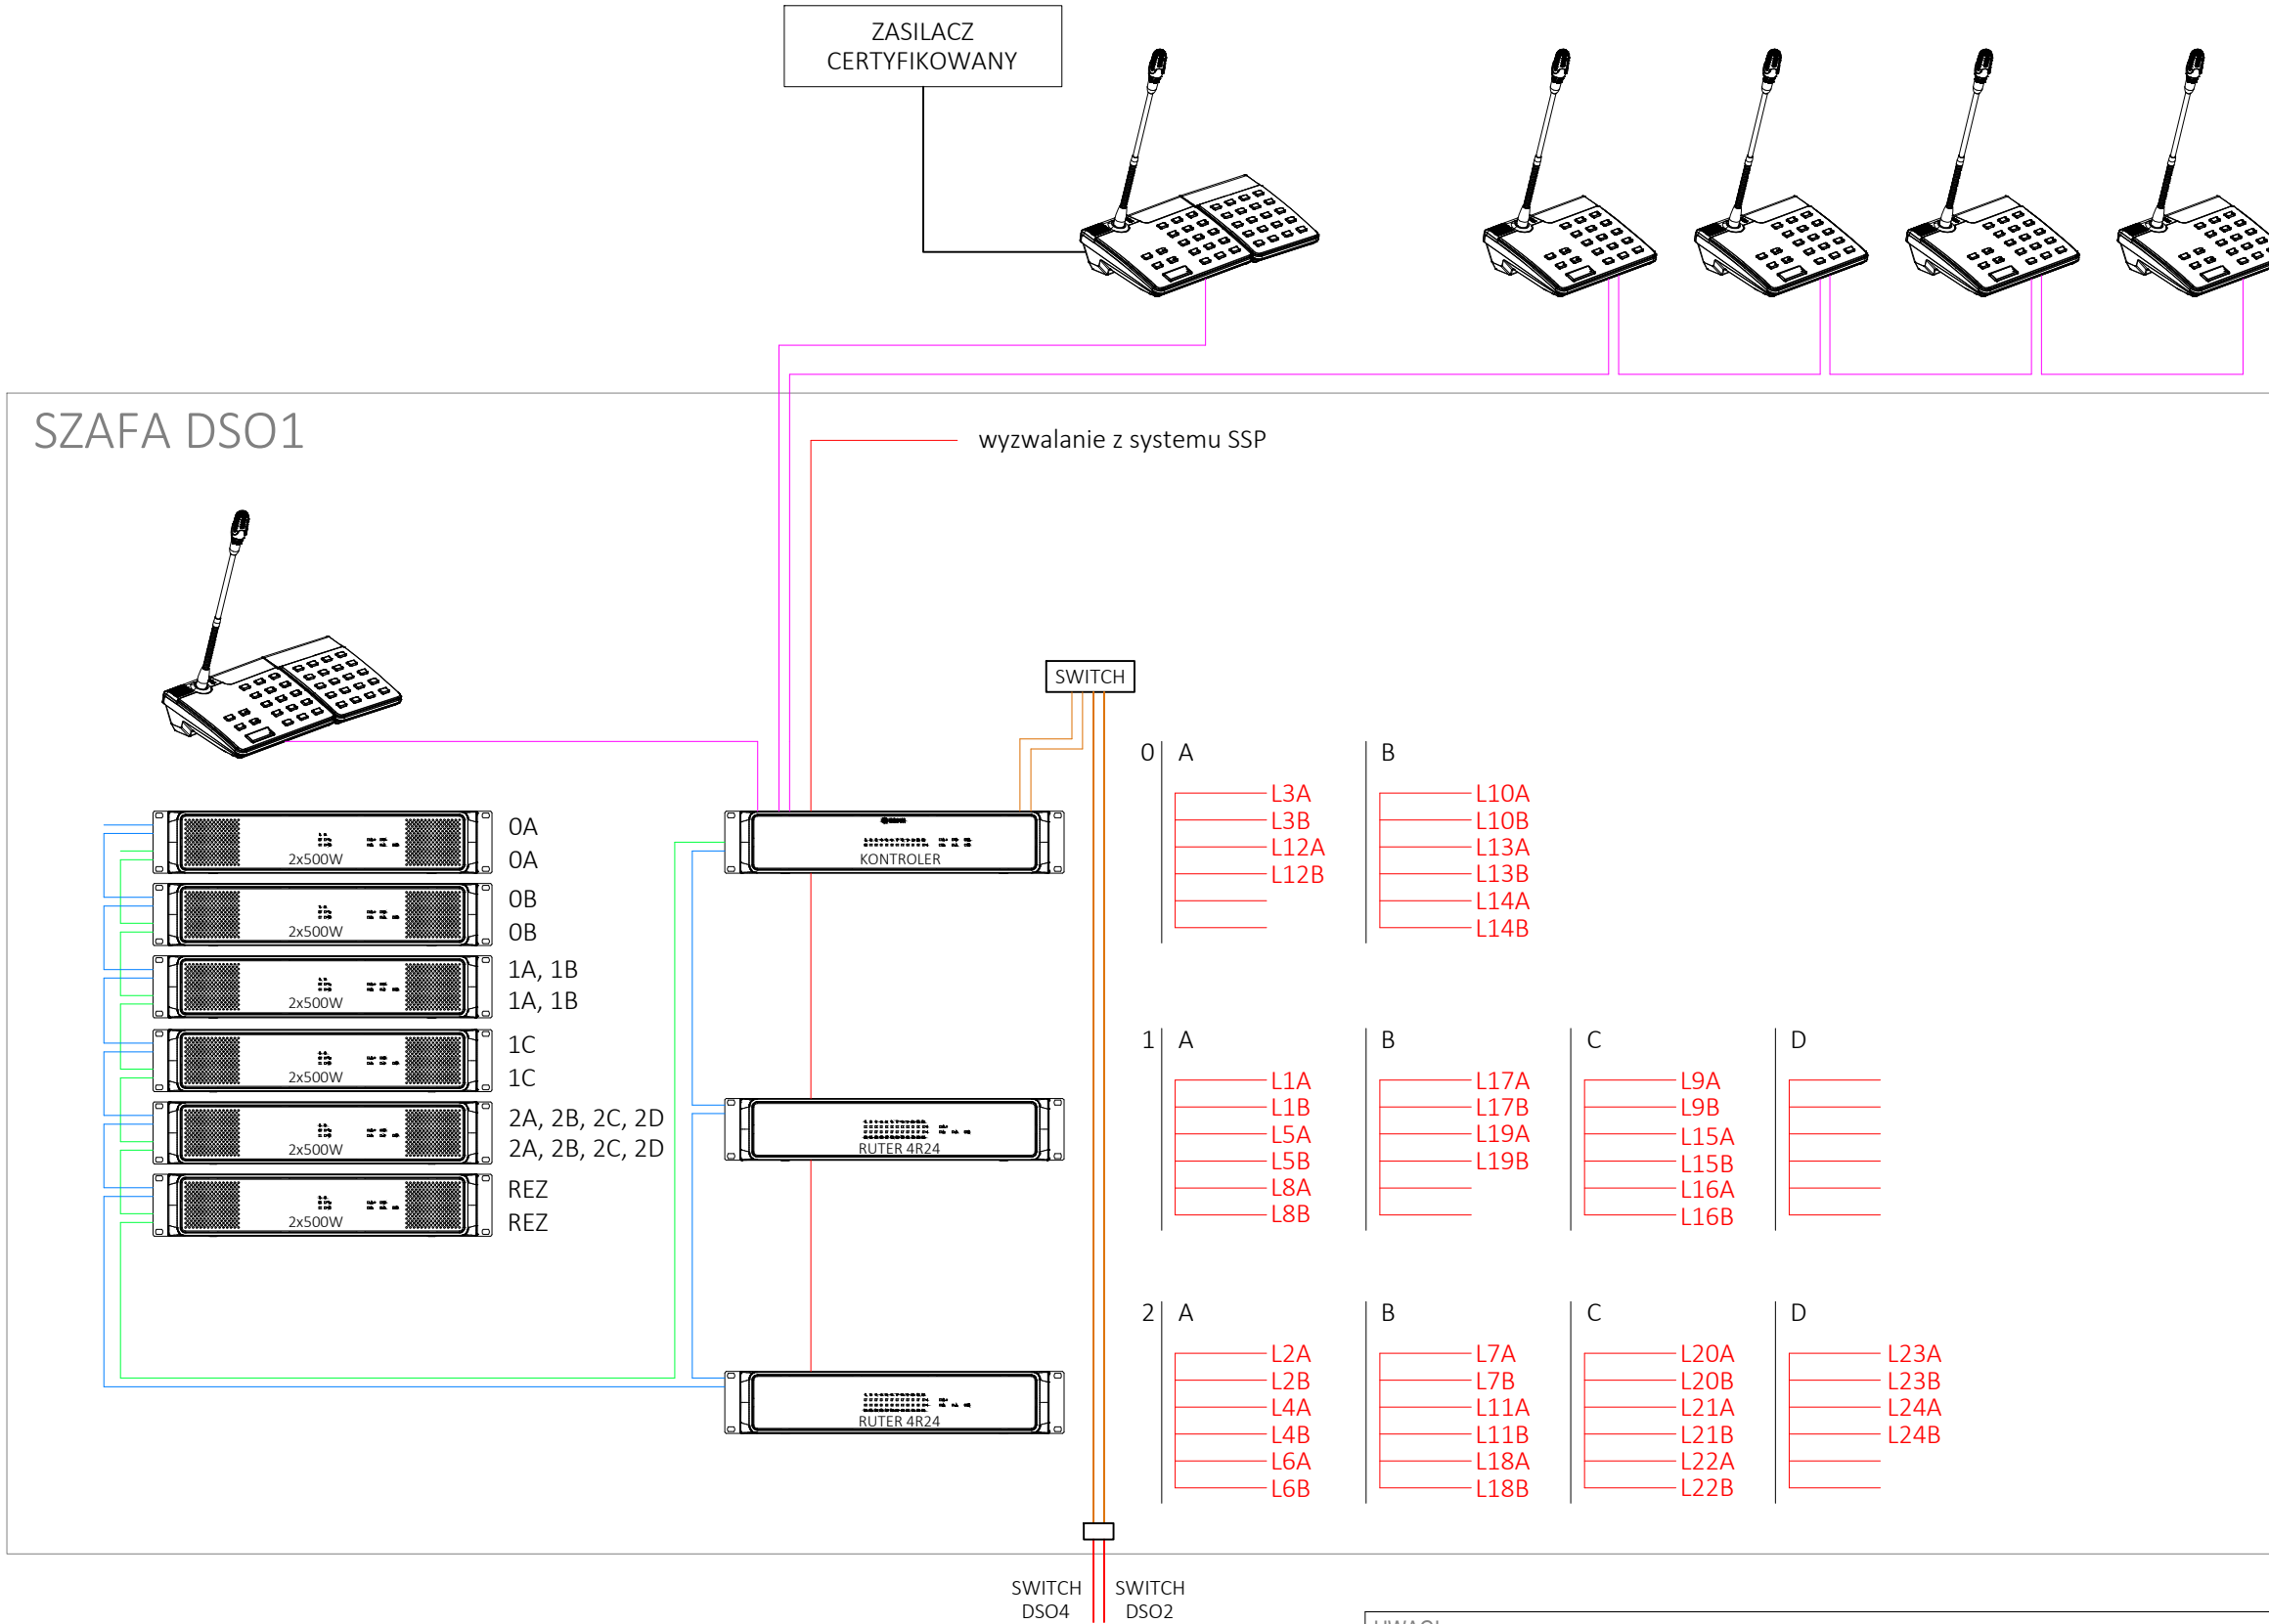 ZASILACZ
CERTYFIKOWANY
SZAFA DSO1
wyzwalanie z systemu SSP
SWITCH
2x500W
0A
0A
2x500W
0B
0B
2x500W
1A, 1B
1A, 1B
2x500W
1C
1C
2x500W
2A, 2B, 2C, 2D
2A, 2B, 2C, 2D
2x500W
REZ
REZ
KONTROLER
RUTER 4R24
RUTER 4R24
0
A
L3A
L3B
L12A
L12B
B
L10A
L10B
L13A
L13B
L14A
L14B
1
A
L1A
L1B
L5A
L5B
L8A
L8B
B
L17A
L17B
L19A
L19B
C
L9A
L9B
L15A
L15B
L16A
L16B
D
2
A
L2A
L2B
L4A
L4B
L6A
L6B
B
L7A
L7B
L11A
L11B
L18A
L18B
C
L20A
L20B
L21A
L21B
L22A
L22B
D
L23A
L23B
L24A
L24B
SWITCH
DSO4
SWITCH
DSO2